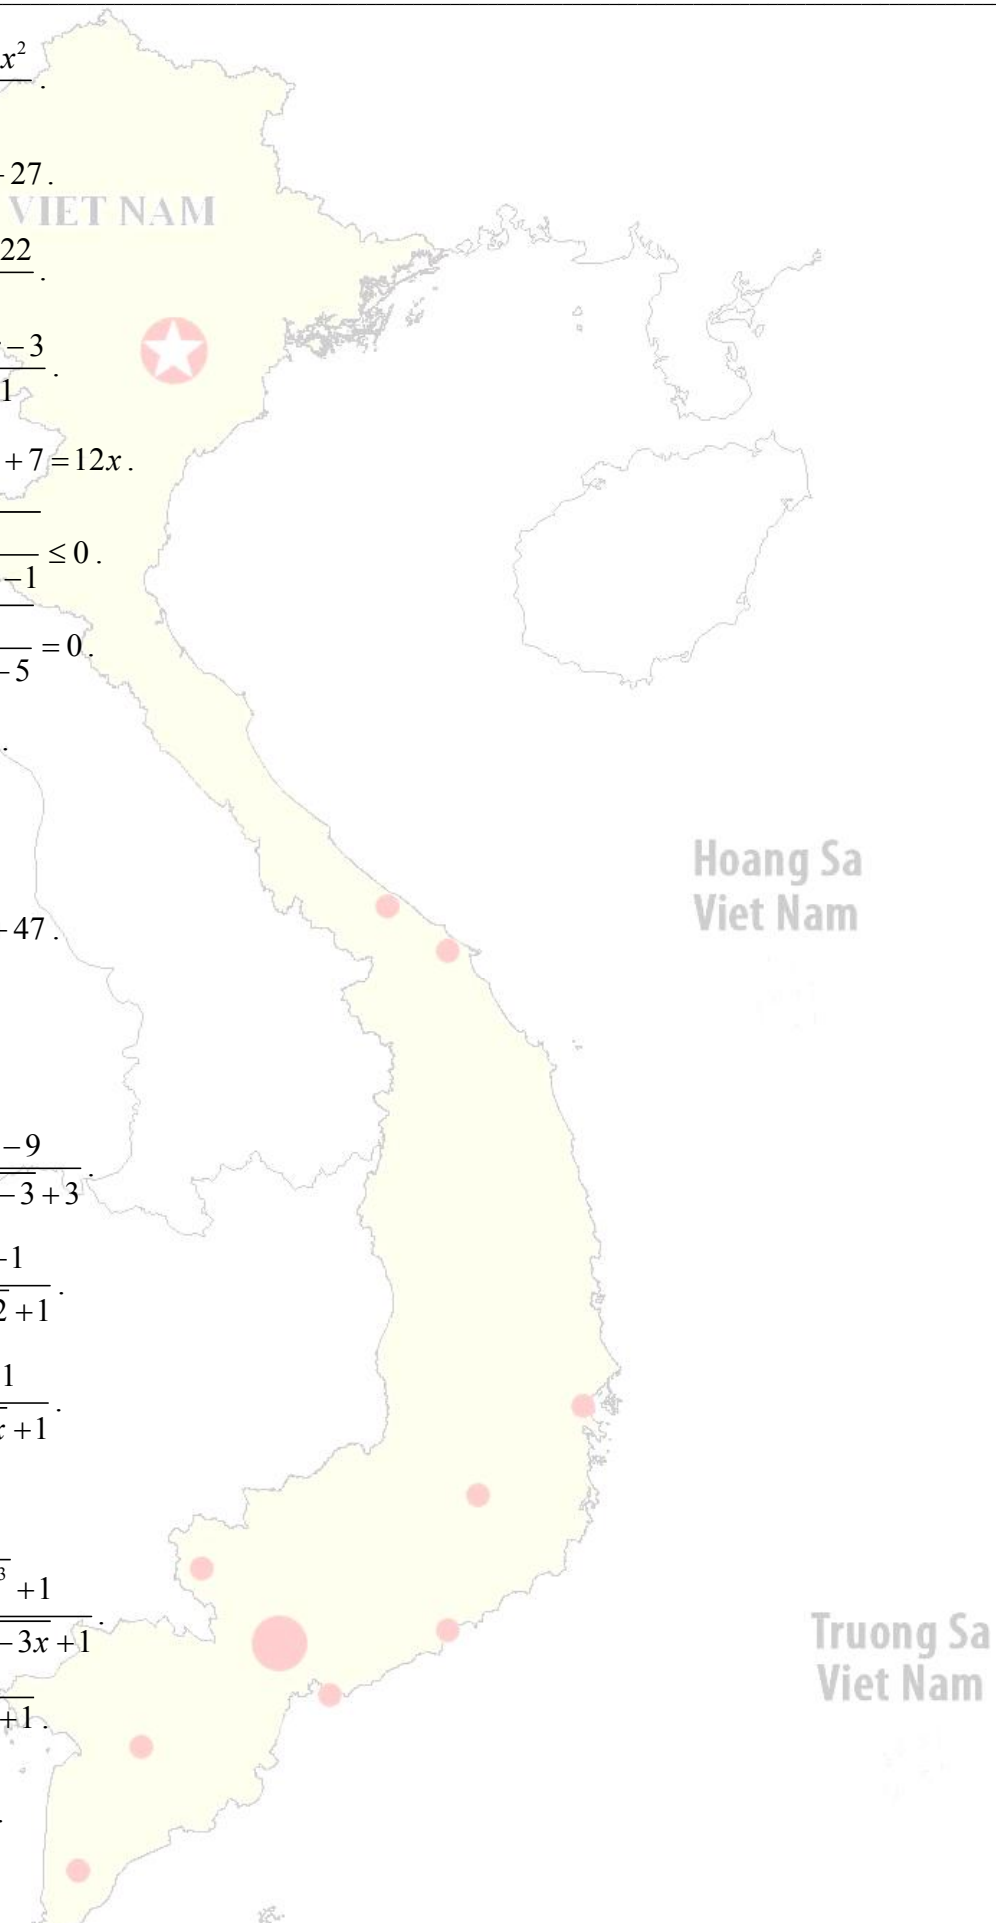 x²
.
- 27.
VIET NAM
22
.
- 3
1
.
+ 7 = 12x.
≤ 0.
-1
= 0.
- 5
.
Hoang Sa
Viet Nam
- 47.
- 9
-3 + 3
.
-1
2 + 1
.
1
x + 1
.
3 + 1
-3x + 1
.
Truong Sa
Viet Nam
+1.
.